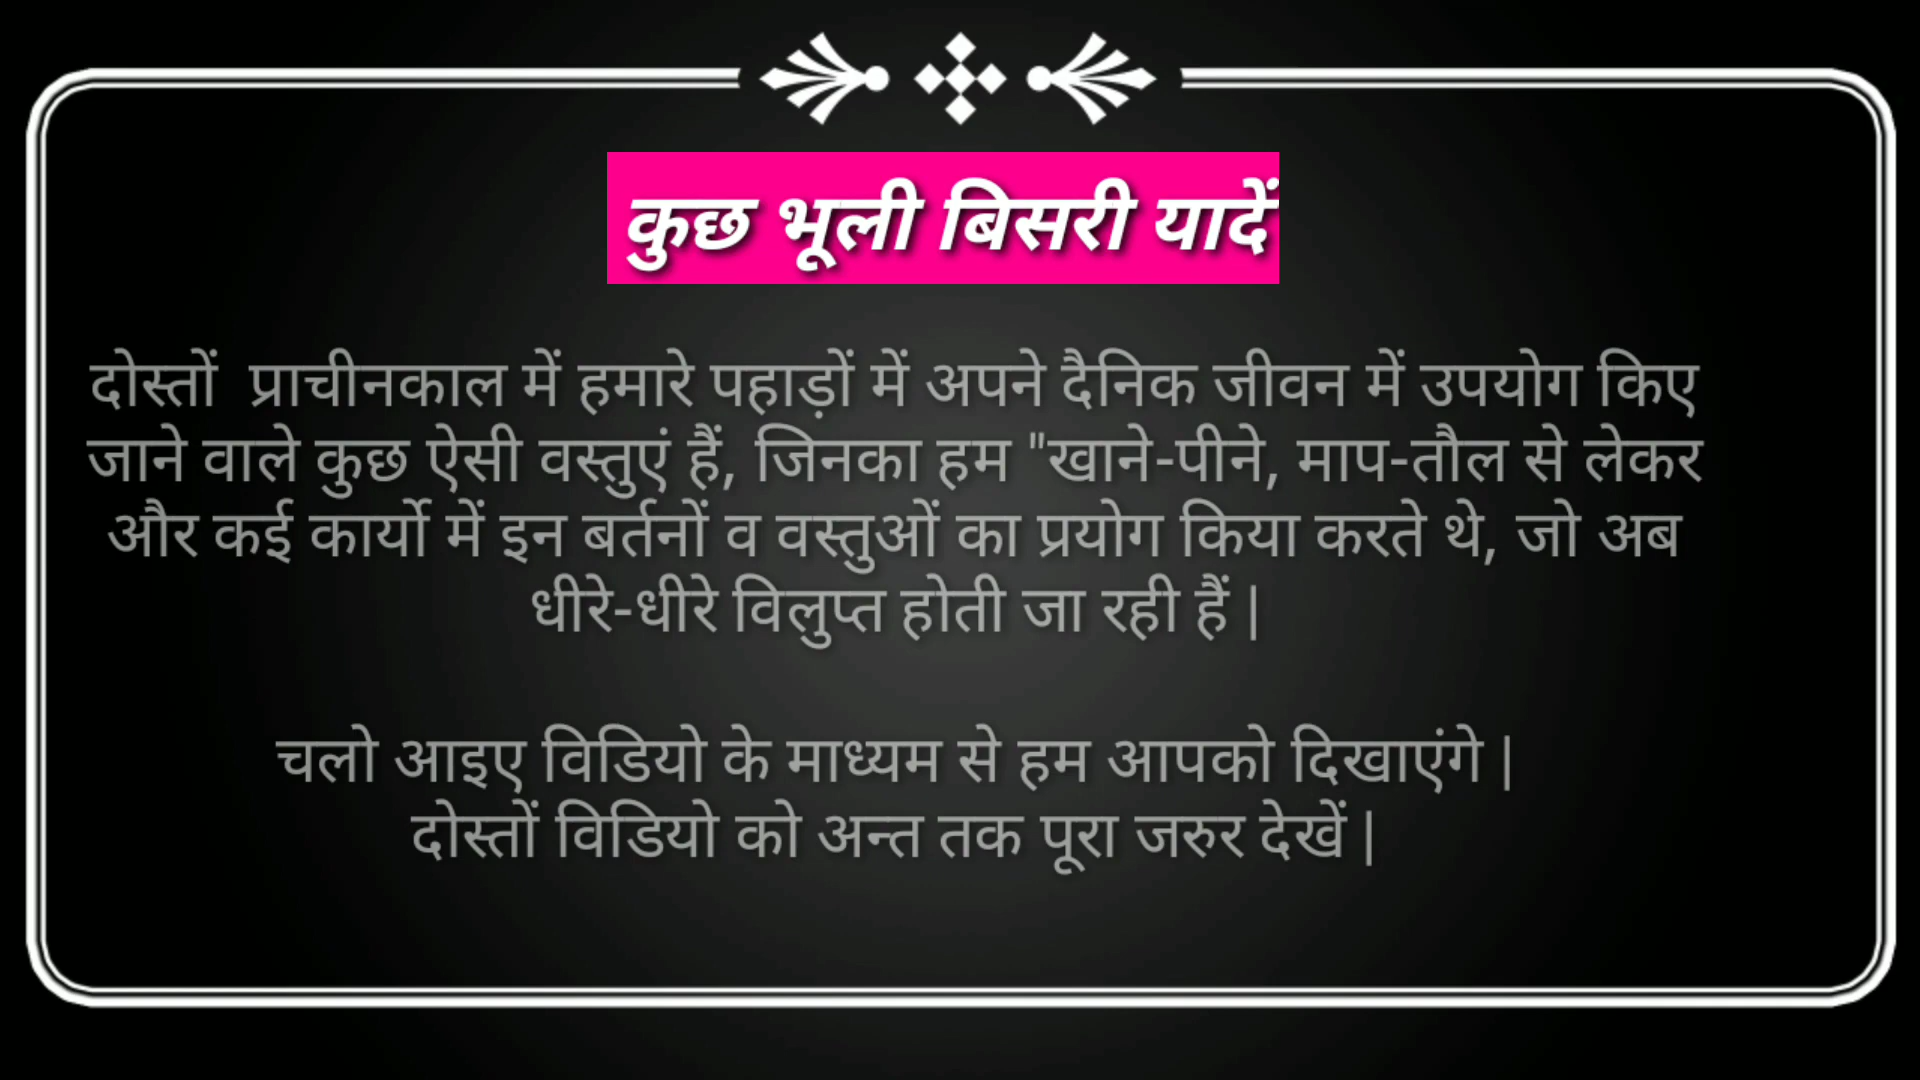 कुछ भूली बिसरी यादें
दोस्तों  प्राचीनकाल में हमारे पहाड़ों में अपने दैनिक जीवन में उपयोग किए
जाने वाले कुछ ऐसी वस्तुएं हैं, जिनका हम "खाने-पीने, माप-तौल से लेकर
और कई कार्यो में इन बर्तनों व वस्तुओं का प्रयोग किया करते थे, जो अब
धीरे-धीरे विलुप्त होती जा रही हैं |
चलो आइए विडियो के माध्यम से हम आपको दिखाएंगे |
दोस्तों विडियो को अन्त तक पूरा जरुर देखें |